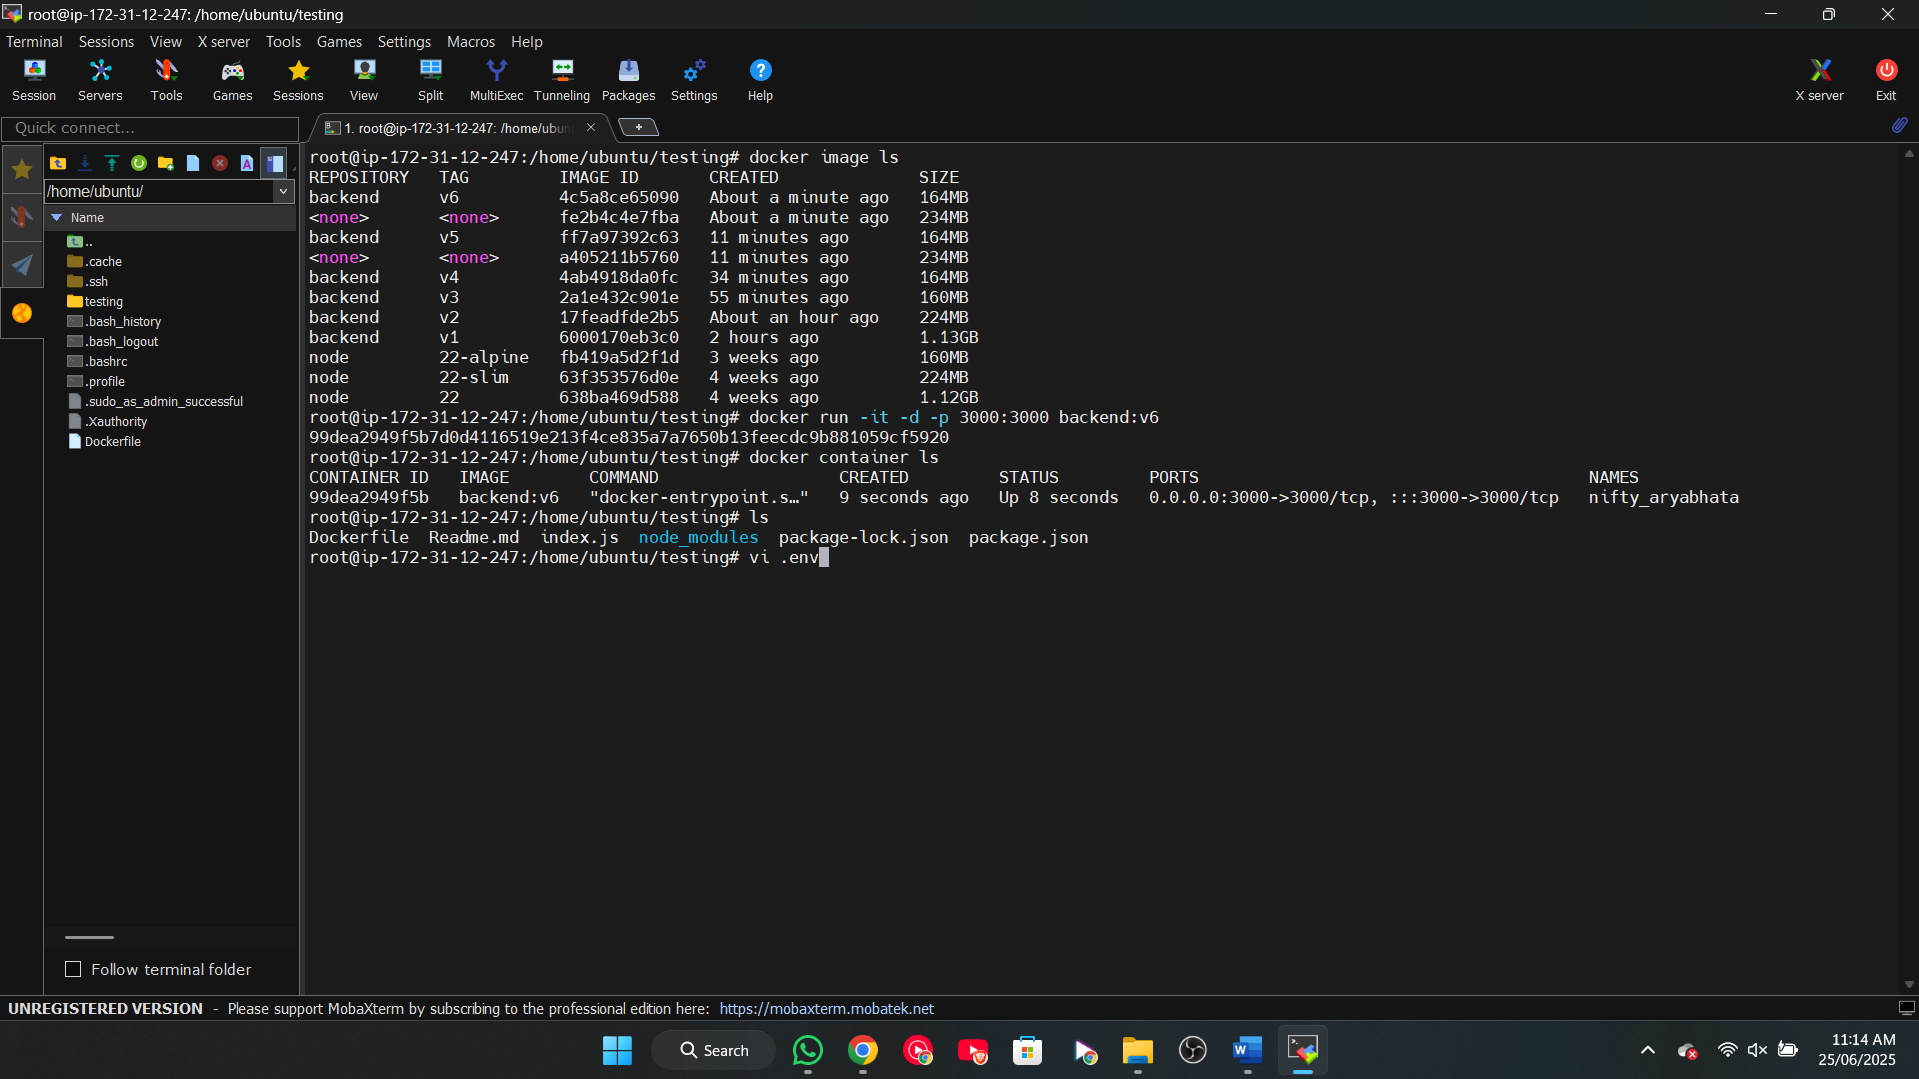 root@ip-172-31-12-247: /home/ubuntu/testing
Terminal Sessions View X server Tools Games Settings Macros Help
Session Servers Tools Games Sessions View Split MultiExec Tunneling Packages Settings Help X server Exit
Quick connect...
1. root@ip-172-31-12-247: /home/ubun
/home/ubuntu/
Name
..
.cache
.ssh
testing
.bash_history
.bash_logout
.bashrc
.profile
.sudo_as_admin_successful
.Xauthority
Dockerfile
Follow terminal folder
root@ip-172-31-12-247:/home/ubuntu/testing# docker image ls
REPOSITORY TAG IMAGE ID CREATED SIZE
backend v6 4c5a8ce65090 About a minute ago 164MB
<none> <none> fe2b4c4e7fba About a minute ago 234MB
backend v5 ff7a97392c63 11 minutes ago 164MB
<none> <none> a405211b5760 11 minutes ago 234MB
backend v4 4ab4918da0fc 34 minutes ago 164MB
backend v3 2a1e432c901e 55 minutes ago 160MB
backend v2 17feadfde2b5 About an hour ago 224MB
backend v1 6000170eb3c0 2 hours ago 1.13GB
node 22-alpine fb419a5d2f1d 3 weeks ago 160MB
node 22-slim 63f353576d0e 4 weeks ago 224MB
node 22 638ba469d588 4 weeks ago 1.12GB
root@ip-172-31-12-247:/home/ubuntu/testing# docker run -it -d -p 3000:3000 backend:v6
99dea2949f5b7d0d4116519e213f4ce835a7a7650b13feecdc9b881059cf5920
root@ip-172-31-12-247:/home/ubuntu/testing# docker container ls
CONTAINER ID IMAGE COMMAND CREATED STATUS PORTS NAMES
99dea2949f5b backend:v6 "docker-entrypoint.s…" 9 seconds ago Up 8 seconds 0.0.0.0:3000->3000/tcp, :::3000->3000/tcp nifty_aryabhata
root@ip-172-31-12-247:/home/ubuntu/testing# ls
Dockerfile Readme.md index.js node_modules package-lock.json package.json
root@ip-172-31-12-247:/home/ubuntu/testing# vi .env
UNREGISTERED VERSION - Please support MobaXterm by subscribing to the professional edition here: https://mobaxterm.mobatek.net
Search
11:14 AM
25/06/2025